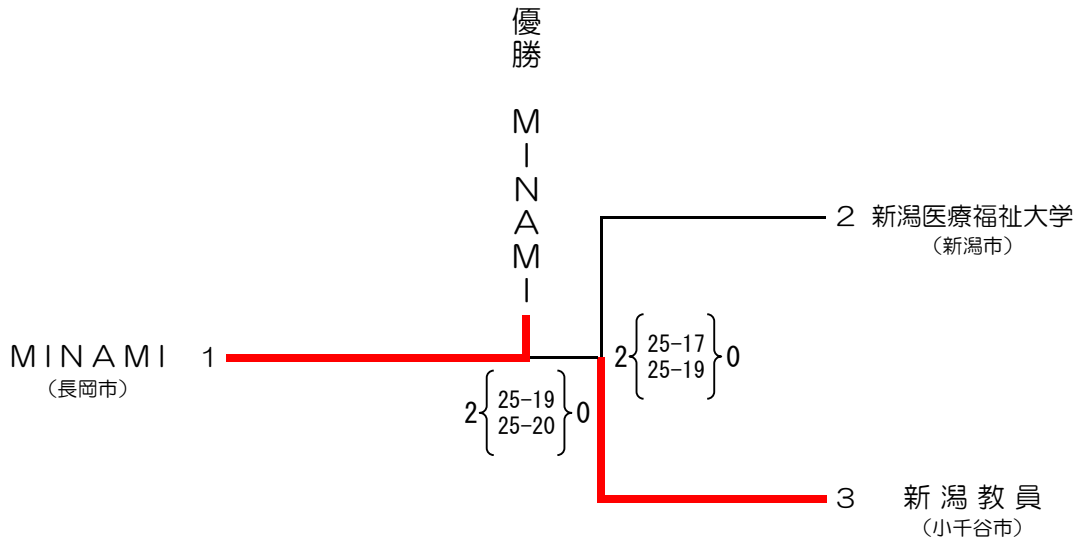 優勝 MINAMI
2 新潟医療福祉大学
(新潟市)
MINAMI 1
(長岡市)
2{25-17}0
25-19
2{25-19}0
25-20
3 新潟教員
(小千谷市)